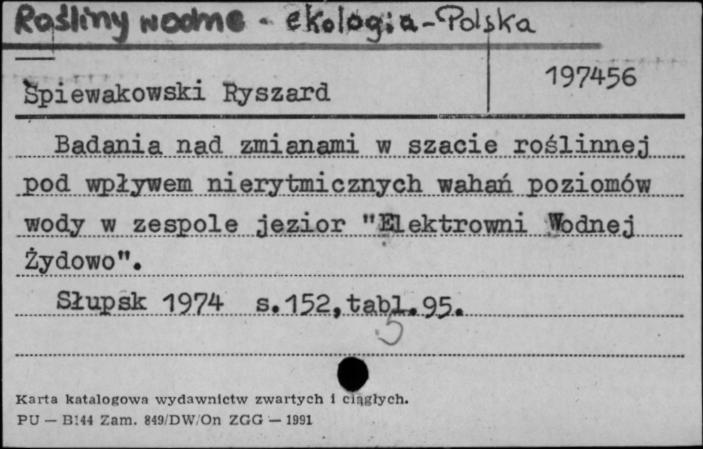 Rośliny wodne - ekologia - Polska
197456
Śpiewakowski Ryszard
Badania nad zmianami w szacie roślinnej
pod wpływem nierytmicznych wahań poziomów
wody w zespole jezior "Elektrowni Wodnej
Żydowo".
Słupsk 1974 s.152,tabl.95.
5
Karta katalogowa wydawnictw zwartych i ciągłych.
PU — B144 Zam. 849/DW/On ZGG — 1991